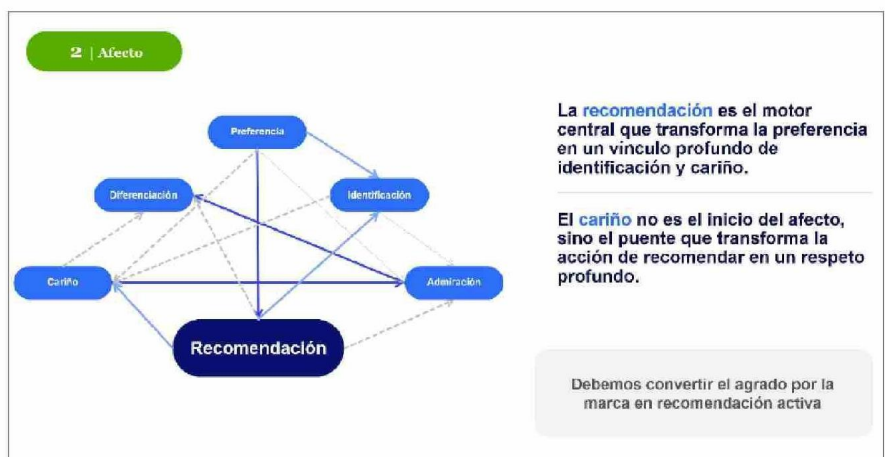 2 | Afecto
Preferencia
Diferenciación
Identificación
Cariño
Admiración
Recomendación
La recomendación es el motor
central que transforma la preferencia
en un vínculo profundo de
identificación y cariño.
El cariño no es el inicio del afecto,
sino el puente que transforma la
acción de recomendar en un respeto
profundo.
Debemos convertir el agrado por la
marca en recomendación activa